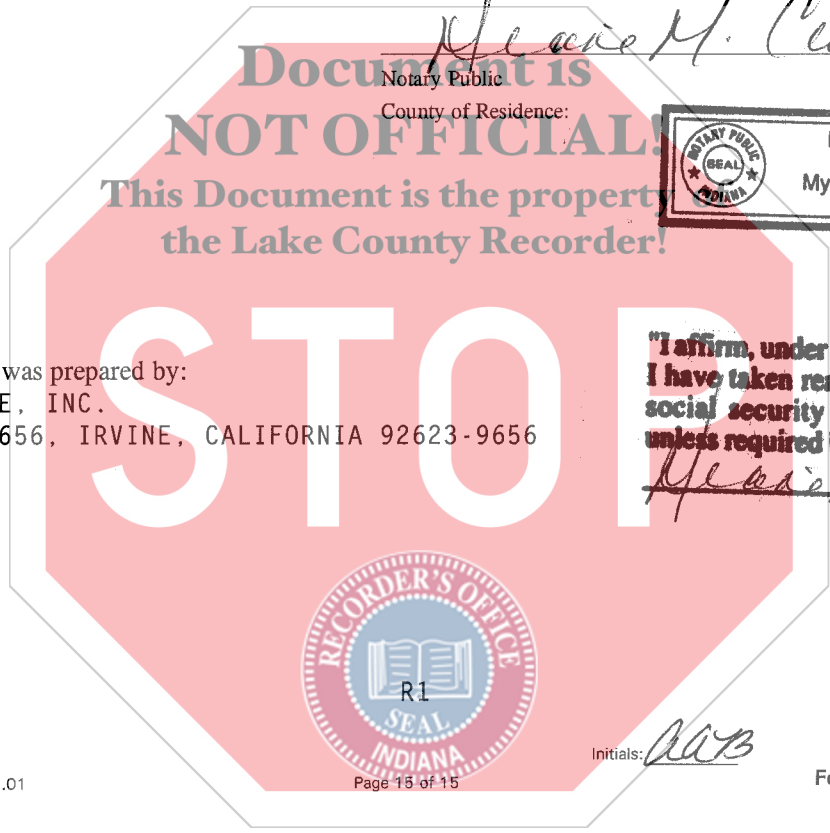 M.
Document is
Notary Public
County of Residence:
NOT OFFICIAL!
NOTARY PUBLIC
SEAL
INDIANA
My
This Document is the property
the Lake County Recorder!
STOP
was prepared by:
E, INC.
656, IRVINE, CALIFORNIA 92623-9656
"I affirm, under
I have taken
social security
unless required
RECORDER'S OFFICE
R1
SEAL
INDIANA
Initials: AAB
.01
Page 15 of 15